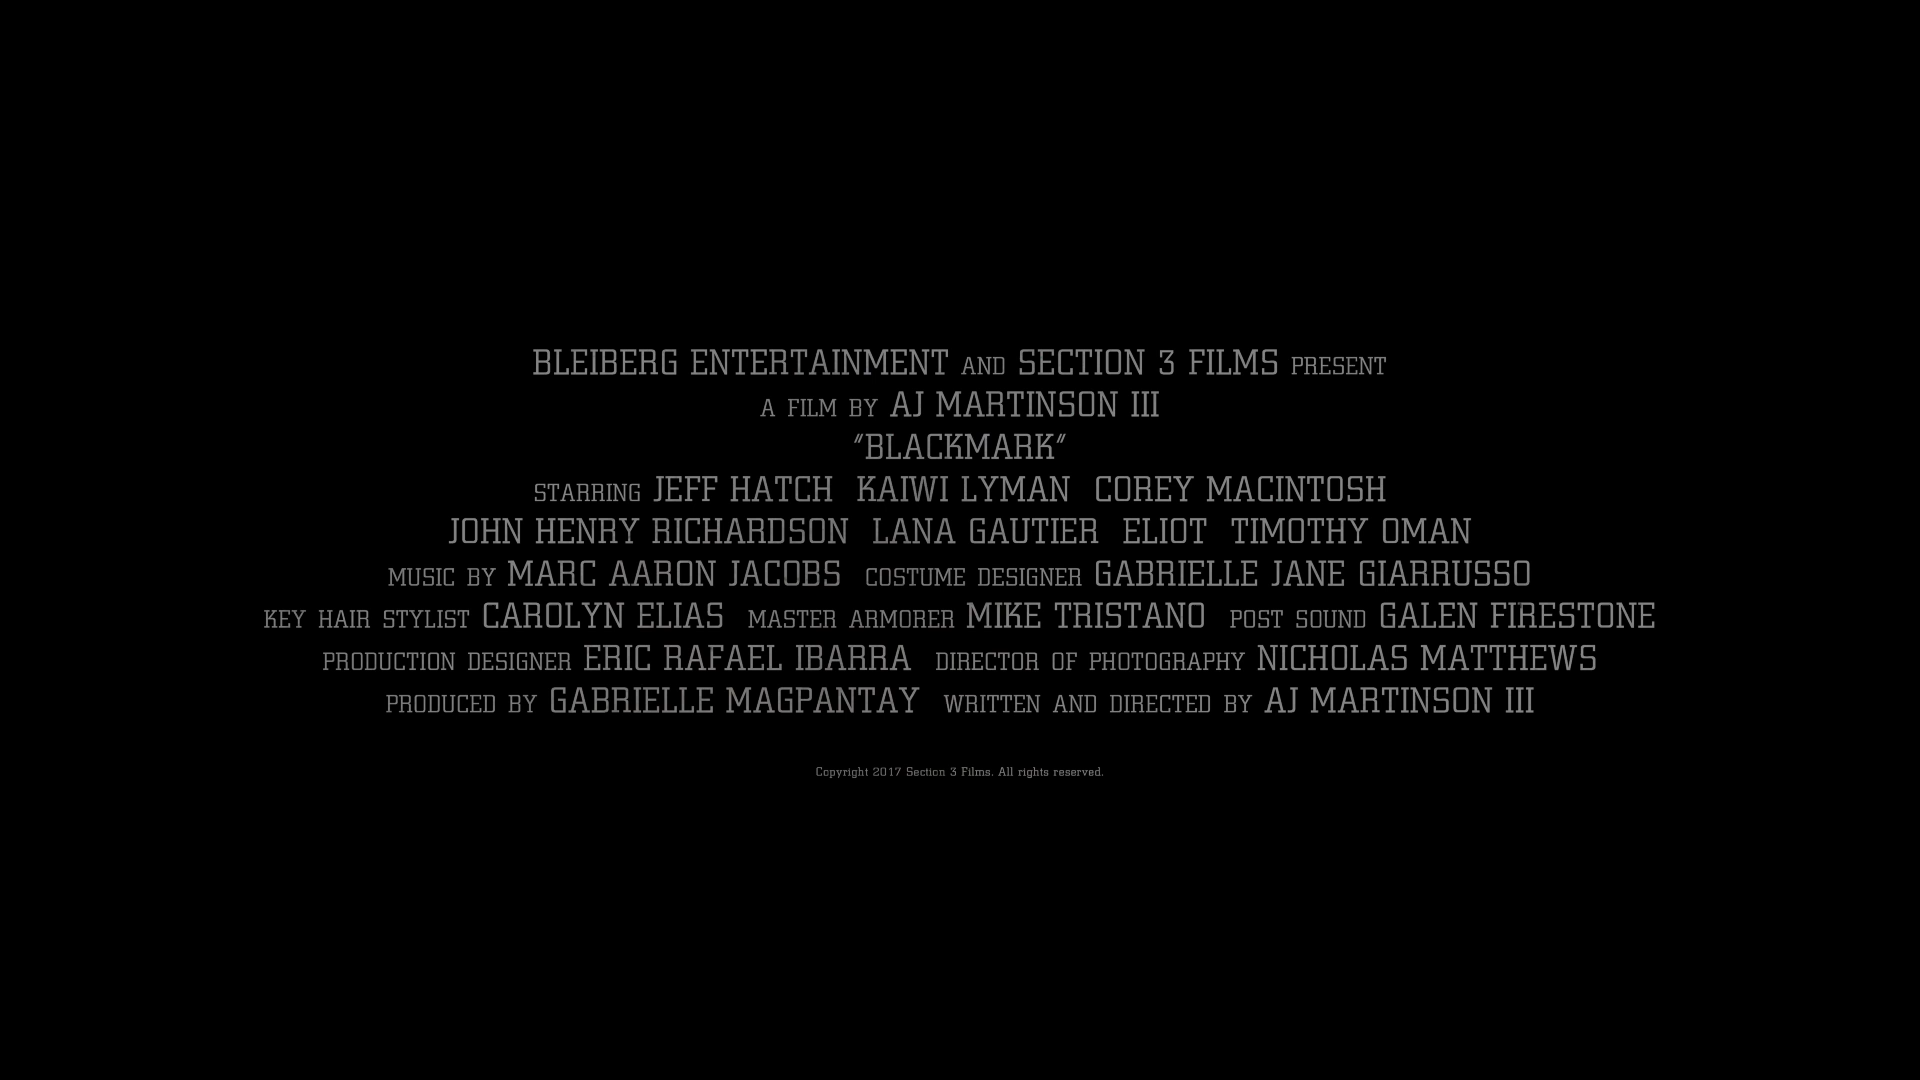 BLEIBERG ENTERTAINMENT AND SECTION 3 FILMS PRESENT
A FILM BY AJ MARTINSON III
"BLACKMARK"
STARRING JEFF HATCH KAIWI LYMAN COREY MACINTOSH
JOHN HENRY RICHARDSON LANA GAUTIER ELIOT TIMOTHY OMAN
MUSIC BY MARC AARON JACOBS COSTUME DESIGNER GABRIELLE JANE GIARRUSSO
KEY HAIR STYLIST CAROLYN ELIAS MASTER ARMORER MIKE TRISTANO POST SOUND GALEN FIRESTONE
PRODUCTION DESIGNER ERIC RAFAEL IBARRA DIRECTOR OF PHOTOGRAPHY NICHOLAS MATTHEWS
PRODUCED BY GABRIELLE MAGPANTAY WRITTEN AND DIRECTED BY AJ MARTINSON III
Copyright 2017 Section 3 Films. All rights reserved.